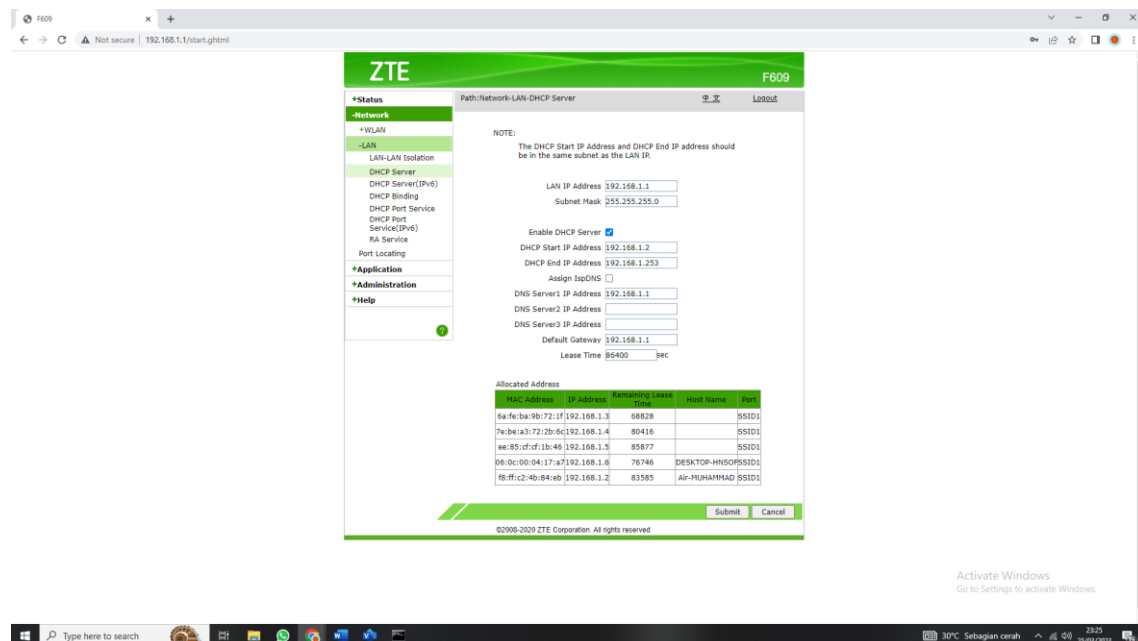 F609
Not secure | 192.168.1.1/start.ghtml
ZTE
F609
+Status
Path:Network-LAN-DHCP Server
中文
Logout
-Network
+WLAN
-LAN
LAN-LAN Isolation
DHCP Server
DHCP Server(IPv6)
DHCP Binding
DHCP Port Service
DHCP Port
Service(IPv6)
RA Service
Port Locating
+Application
+Administration
+Help
?
NOTE:
The DHCP Start IP Address and DHCP End IP address should
be in the same subnet as the LAN IP.
LAN IP Address 192.168.1.1
Subnet Mask 255.255.255.0
Enable DHCP Server
DHCP Start IP Address 192.168.1.2
DHCP End IP Address 192.168.1.253
Assign IspDNS
DNS Server1 IP Address 192.168.1.1
DNS Server2 IP Address
DNS Server3 IP Address
Default Gateway 192.168.1.1
Lease Time 86400 sec
Allocated Address
MAC Address IP Address Remaining Lease Time Host Name Port
6a:fe:ba:9b:72:1f 192.168.1.3 68828 SSID1
7e:be:a3:72:2b:6c 192.168.1.4 80416 SSID1
ee:85:cf:cf:1b:46 192.168.1.5 85877 SSID1
06:0c:00:04:17:a7 192.168.1.6 76746 DESKTOP-HNSOF SSID1
f8:ff:c2:4b:84:eb 192.168.1.2 83585 Air-MUHAMMAD SSID1
Submit Cancel
©2008-2020 ZTE Corporation. All rights reserved.
Activate Windows
Go to Settings to activate Windows.
Type here to search
30°C Sebagian cerah
23:25